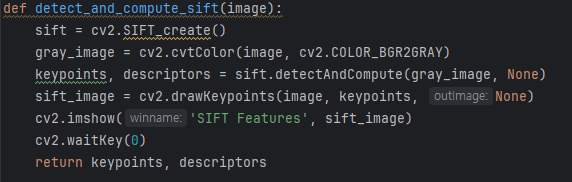 def detect_and_compute_sift(image):
    sift = cv2.SIFT_create()
    gray_image = cv2.cvtColor(image, cv2.COLOR_BGR2GRAY)
    keypoints, descriptors = sift.detectAndCompute(gray_image, None)
    sift_image = cv2.drawKeypoints(image, keypoints, outImage: None)
    cv2.imshow( winname: 'SIFT Features', sift_image)
    cv2.waitKey(0)
    return keypoints, descriptors